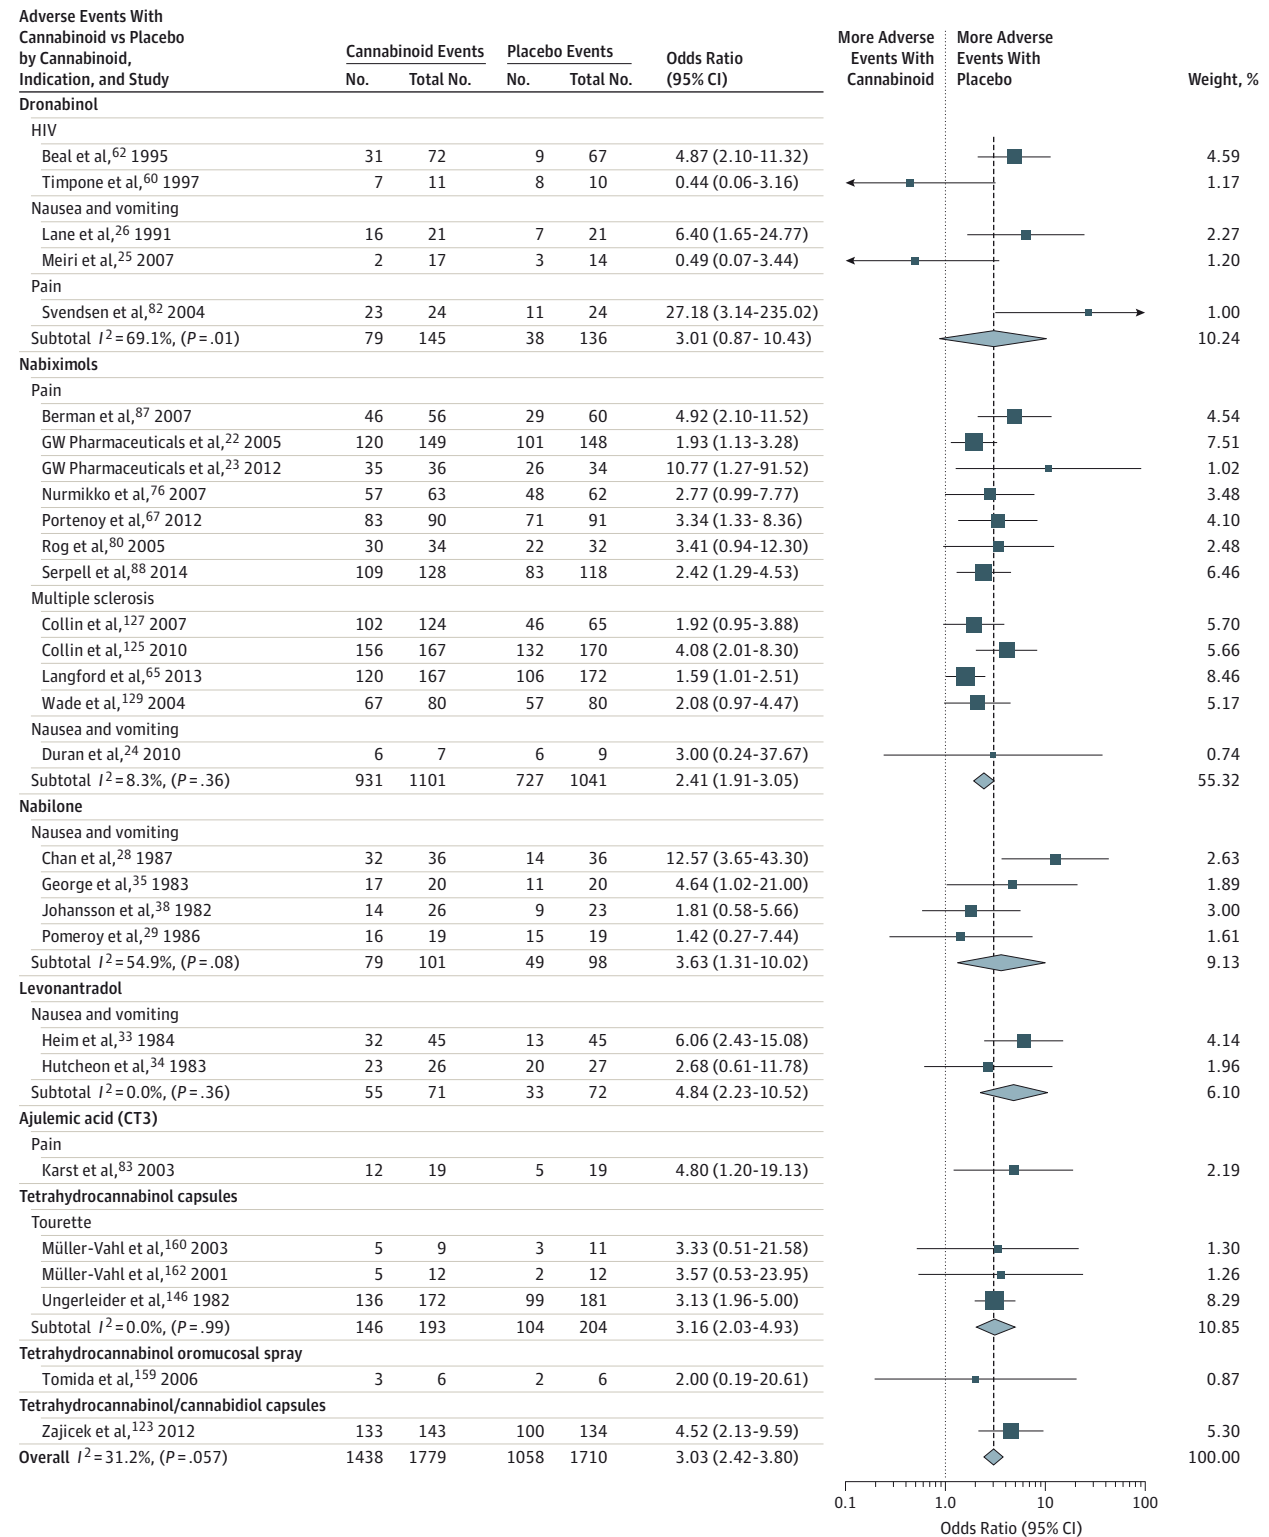 Adverse Events With
Cannabinoid vs Placebo
by Cannabinoid,
Indication, and Study
Cannabinoid Events
Placebo Events
No. Total No. No. Total No.
Odds Ratio
(95% CI)
More Adverse
Events With
Cannabinoid
More Adverse
Events With
Placebo
Weight, %
Dronabinol
HIV
Beal et al,62 1995 31 72 9 67 4.87 (2.10-11.32) 4.59
Timpone et al,60 1997 7 11 8 10 0.44 (0.06-3.16) 1.17
Nausea and vomiting
Lane et al,26 1991 16 21 7 21 6.40 (1.65-24.77) 2.27
Meiri et al,25 2007 2 17 3 14 0.49 (0.07-3.44) 1.20
Pain
Svendsen et al,82 2004 23 24 11 24 27.18 (3.14-235.02) 1.00
Subtotal I2=69.1%, (P=.01) 79 145 38 136 3.01 (0.87- 10.43) 10.24
Nabiximols
Pain
Berman et al,87 2007 46 56 29 60 4.92 (2.10-11.52) 4.54
GW Pharmaceuticals et al,22 2005 120 149 101 148 1.93 (1.13-3.28) 7.51
GW Pharmaceuticals et al,23 2012 35 36 26 34 10.77 (1.27-91.52) 1.02
Nurmikko et al,76 2007 57 63 48 62 2.77 (0.99-7.77) 3.48
Portenoy et al,67 2012 83 90 71 91 3.34 (1.33- 8.36) 4.10
Rog et al,80 2005 30 34 22 32 3.41 (0.94-12.30) 2.48
Serpell et al,88 2014 109 128 83 118 2.42 (1.29-4.53) 6.46
Multiple sclerosis
Collin et al,127 2007 102 124 46 65 1.92 (0.95-3.88) 5.70
Collin et al,125 2010 156 167 132 170 4.08 (2.01-8.30) 5.66
Langford et al,65 2013 120 167 106 172 1.59 (1.01-2.51) 8.46
Wade et al,129 2004 67 80 57 80 2.08 (0.97-4.47) 5.17
Nausea and vomiting
Duran et al,24 2010 6 7 6 9 3.00 (0.24-37.67) 0.74
Subtotal I2=8.3%, (P=.36) 931 1101 727 1041 2.41 (1.91-3.05) 55.32
Nabilone
Nausea and vomiting
Chan et al,28 1987 32 36 14 36 12.57 (3.65-43.30) 2.63
George et al,35 1983 17 20 11 20 4.64 (1.02-21.00) 1.89
Johansson et al,38 1982 14 26 9 23 1.81 (0.58-5.66) 3.00
Pomeroy et al,29 1986 16 19 15 19 1.42 (0.27-7.44) 1.61
Subtotal I2=54.9%, (P=.08) 79 101 49 98 3.63 (1.31-10.02) 9.13
Levonantradol
Nausea and vomiting
Heim et al,33 1984 32 45 13 45 6.06 (2.43-15.08) 4.14
Hutcheon et al,34 1983 23 26 20 27 2.68 (0.61-11.78) 1.96
Subtotal I2=0.0%, (P=.36) 55 71 33 72 4.84 (2.23-10.52) 6.10
Ajulemic acid (CT3)
Pain
Karst et al,83 2003 12 19 5 19 4.80 (1.20-19.13) 2.19
Tetrahydrocannabinol capsules
Tourette
Müller-Vahl et al,160 2003 5 9 3 11 3.33 (0.51-21.58) 1.30
Müller-Vahl et al,162 2001 5 12 2 12 3.57 (0.53-23.95) 1.26
Ungerleider et al,146 1982 136 172 99 181 3.13 (1.96-5.00) 8.29
Subtotal I2=0.0%, (P=.99) 146 193 104 204 3.16 (2.03-4.93) 10.85
Tetrahydrocannabinol oromucosal spray
Tomida et al,159 2006 3 6 2 6 2.00 (0.19-20.61) 0.87
Tetrahydrocannabinol/cannabidiol capsules
Zajicek et al,123 2012 133 143 100 134 4.52 (2.13-9.59) 5.30
Overall I2=31.2%, (P=.057) 1438 1779 1058 1710 3.03 (2.42-3.80) 100.00
0.1 1.0 10 100
Odds Ratio (95% CI)